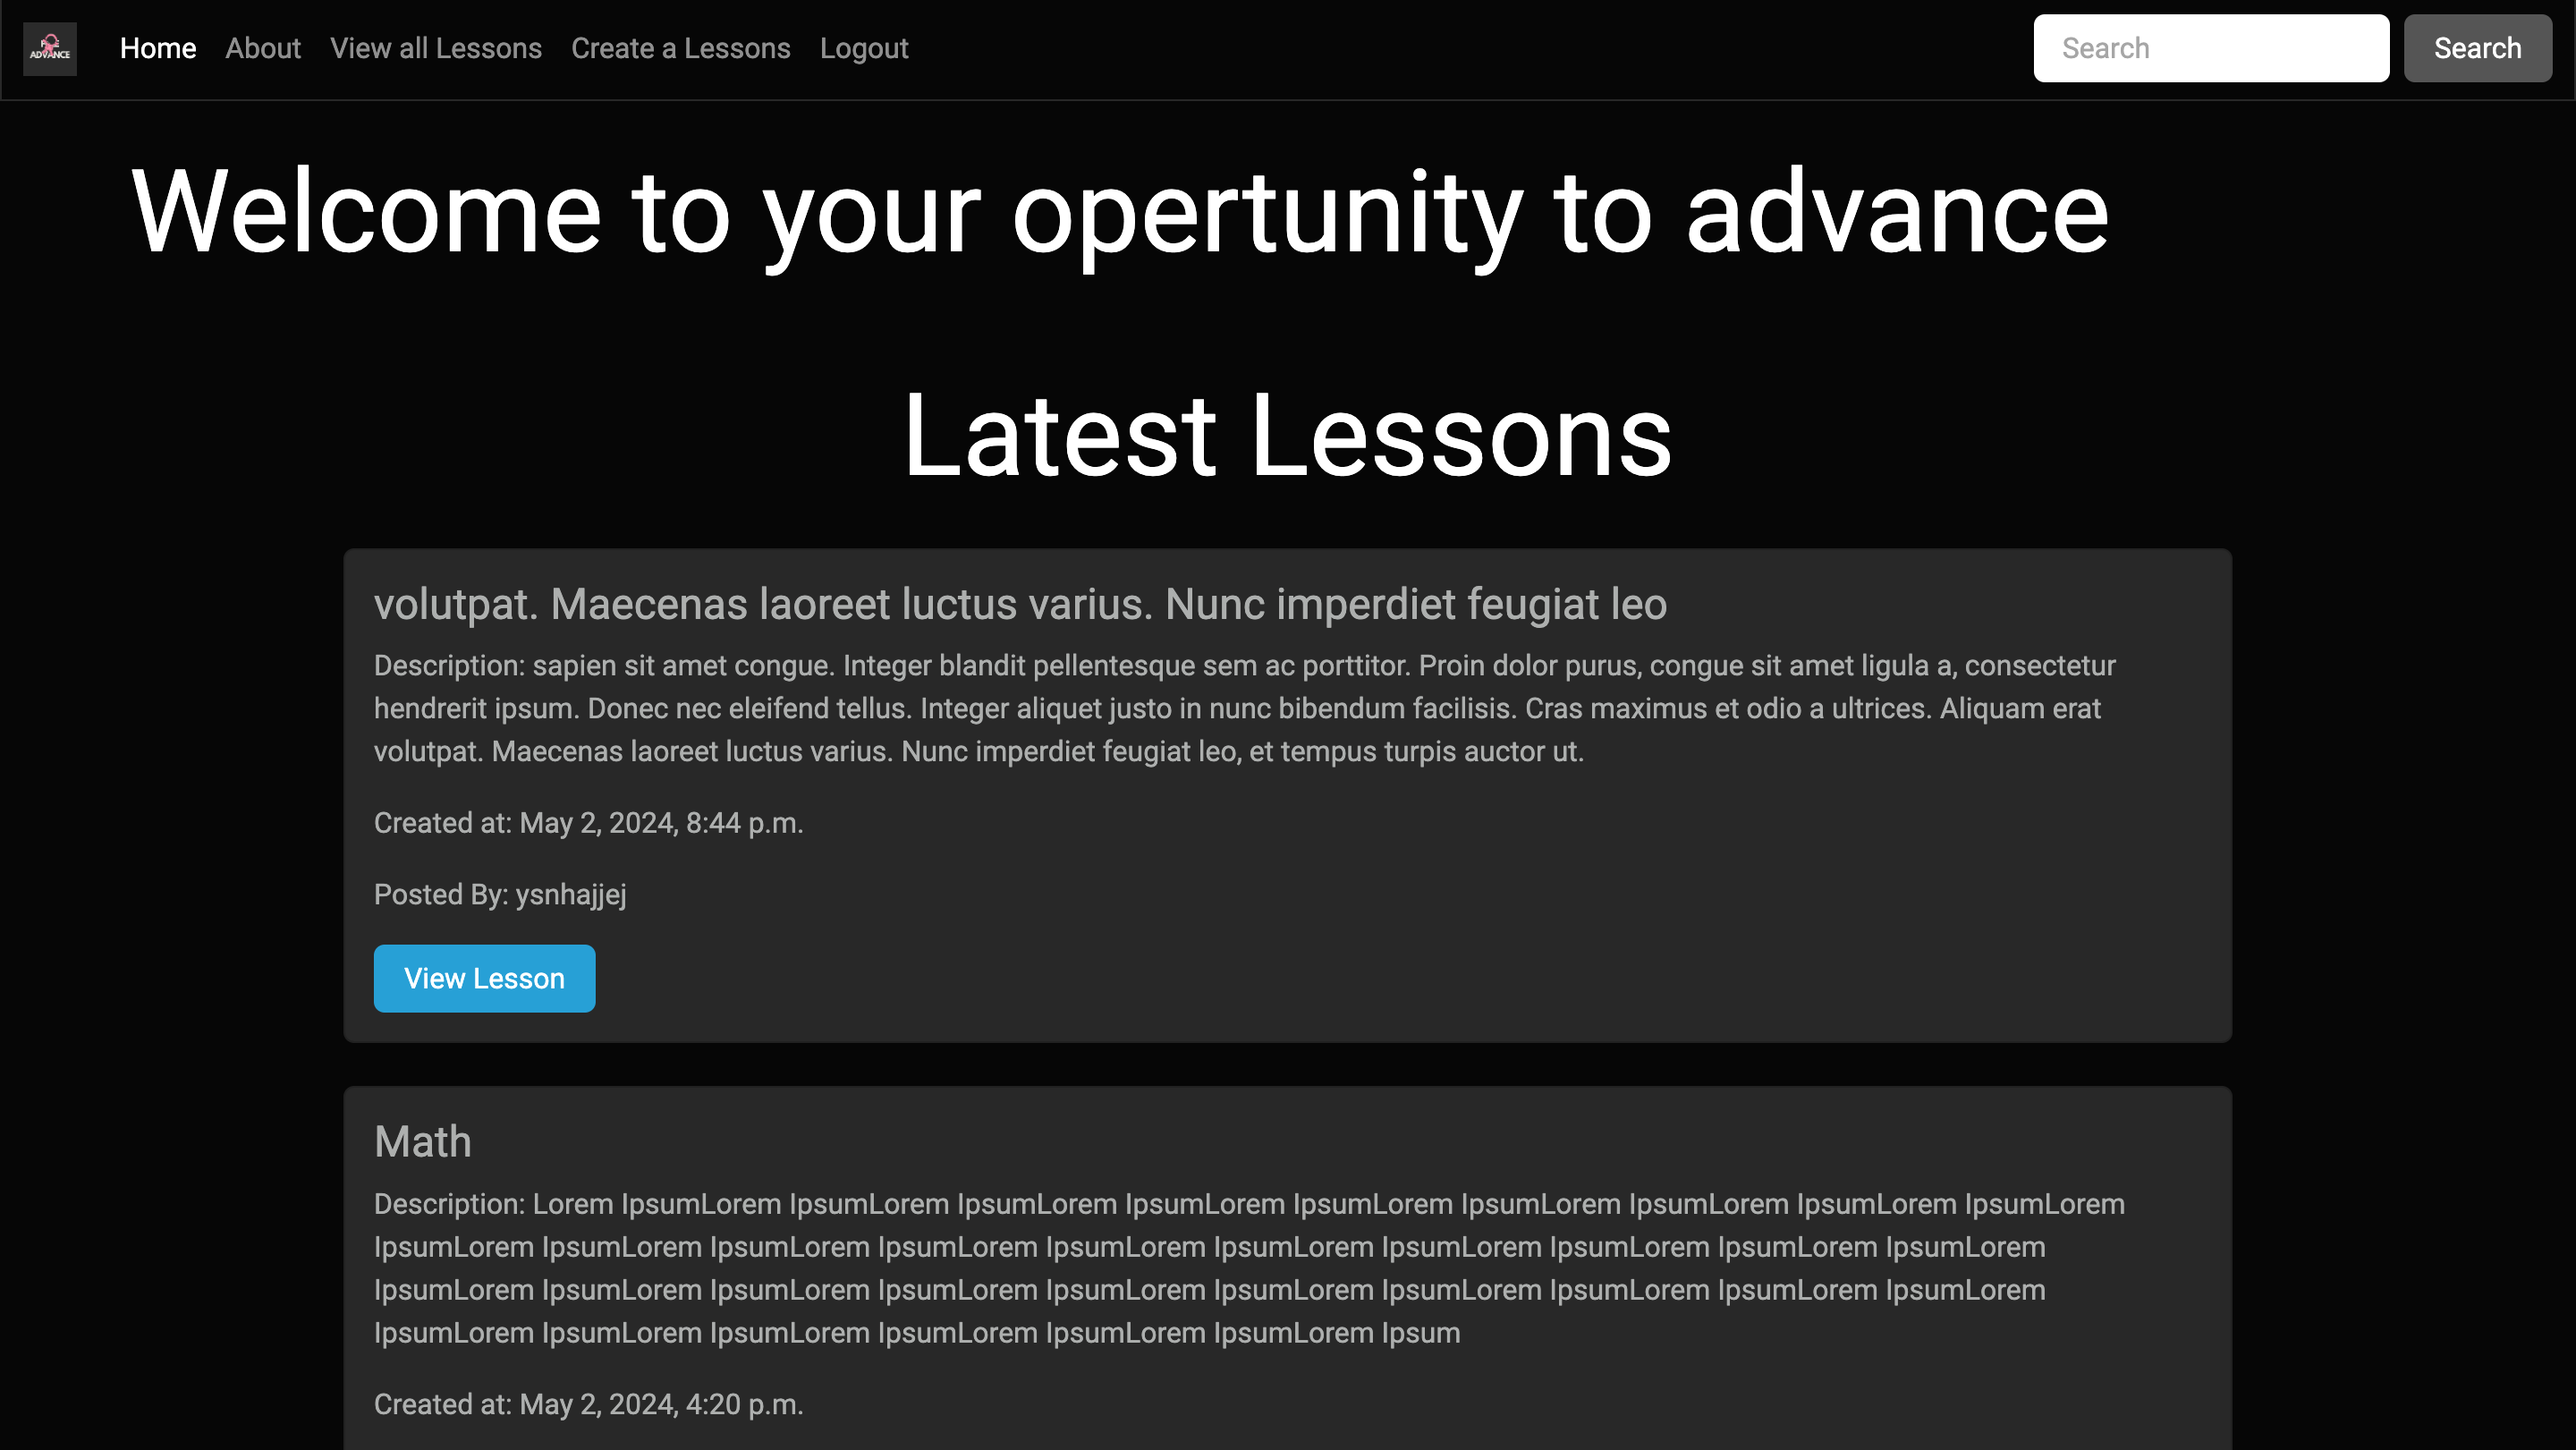 ADVANCE
Home About View all Lessons Create a Lessons Logout
Search Search
Welcome to your opertunity to advance
Latest Lessons
volutpat. Maecenas laoreet luctus varius. Nunc imperdiet feugiat leo
Description: sapien sit amet congue. Integer blandit pellentesque sem ac porttitor. Proin dolor purus, congue sit amet ligula a, consectetur
hendrerit ipsum. Donec nec eleifend tellus. Integer aliquet justo in nunc bibendum facilisis. Cras maximus et odio a ultrices. Aliquam erat
volutpat. Maecenas laoreet luctus varius. Nunc imperdiet feugiat leo, et tempus turpis auctor ut.
Created at: May 2, 2024, 8:44 p.m.
Posted By: ysnhajjej
View Lesson
Math
Description: Lorem IpsumLorem IpsumLorem IpsumLorem IpsumLorem IpsumLorem IpsumLorem IpsumLorem IpsumLorem IpsumLorem
IpsumLorem IpsumLorem IpsumLorem IpsumLorem IpsumLorem IpsumLorem IpsumLorem IpsumLorem IpsumLorem IpsumLorem
IpsumLorem IpsumLorem IpsumLorem IpsumLorem IpsumLorem IpsumLorem IpsumLorem IpsumLorem IpsumLorem IpsumLorem
IpsumLorem IpsumLorem IpsumLorem IpsumLorem IpsumLorem IpsumLorem Ipsum
Created at: May 2, 2024, 4:20 p.m.